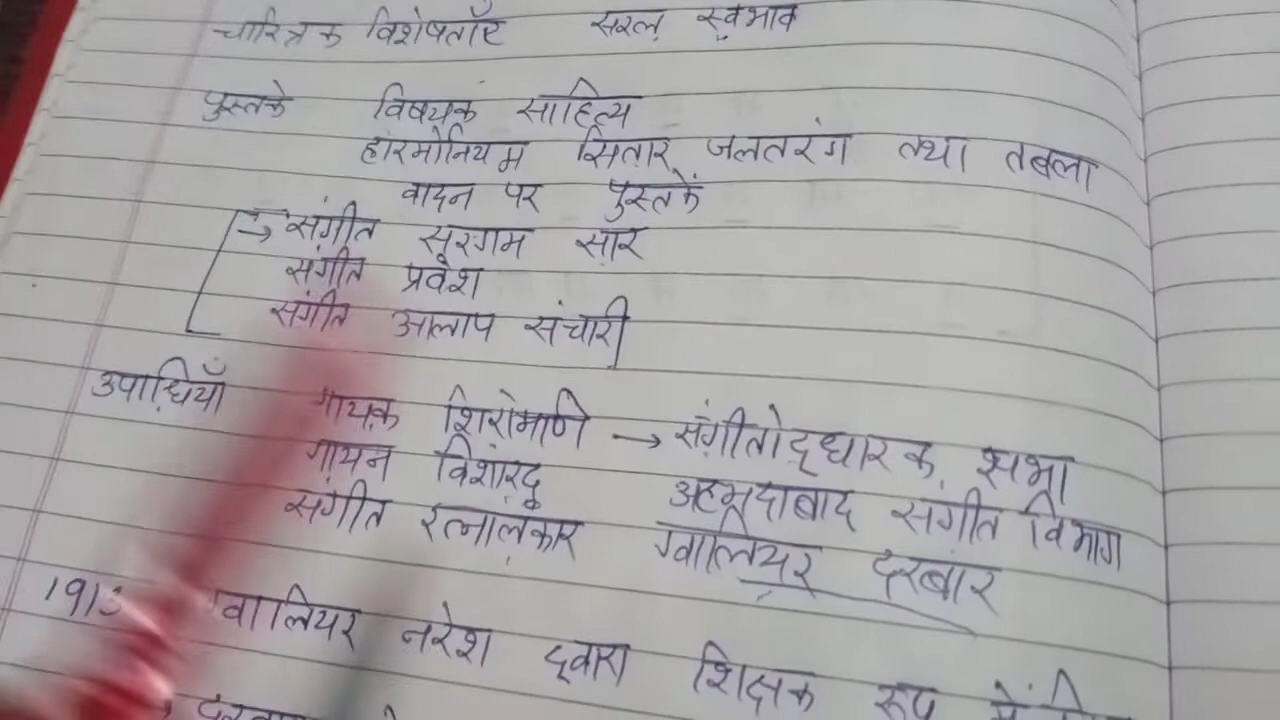 चारित्रक विशेषताएँ सरल स्वभाव
पुस्तके विषयक साहित्य
हारमोनियम सितार जलतरंग तथा तबला
वादन पर पुस्तकें
→ संगीत सूरगम सार
संगीत प्रवेश
संगीत आलाप संचारी
उपाधियाँ गायक शिरोमणि → संगीतोद्धारक सभा
गायन विशारद अहमदाबाद संगीत विभाग
संगीत रत्नालंकार ग्वालियर दरबार
ग्वालियर नरेश द्वारा शिक्षक रूप में